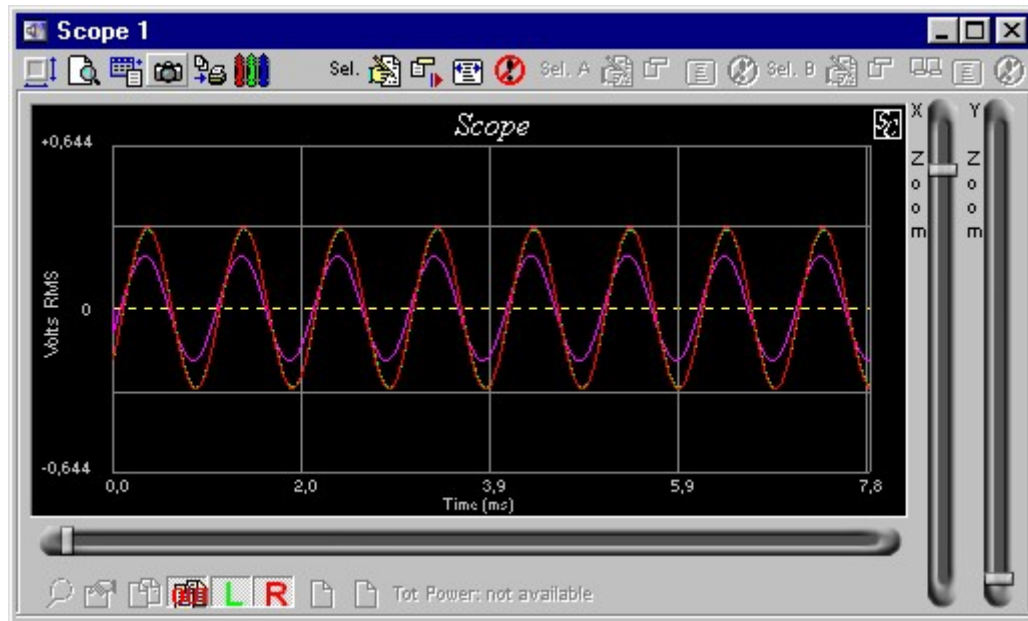 Scope 1
Sel.
Sel. A
Sel. B
Scope
X Zoom
Y Zoom
+0,644
Volts RMS
0
-0,644
0,0 2,0 3,9 5,9 7,8
Time (ms)
L R
Tot Power: not available